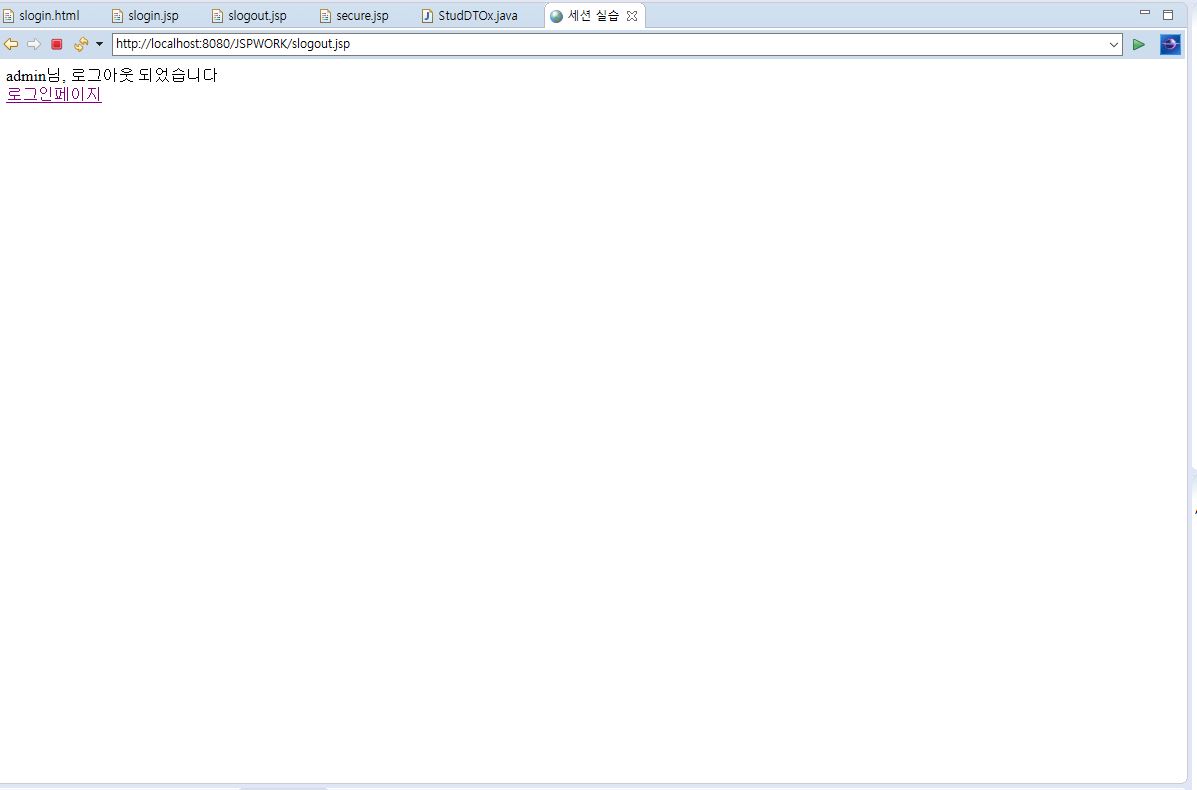 slogin.html slogin.jsp slogout.jsp secure.jsp StudDTOx.java 세션 실습
http://localhost:8080/JSPWORK/slogout.jsp
admin님, 로그아웃 되었습니다
로그인페이지